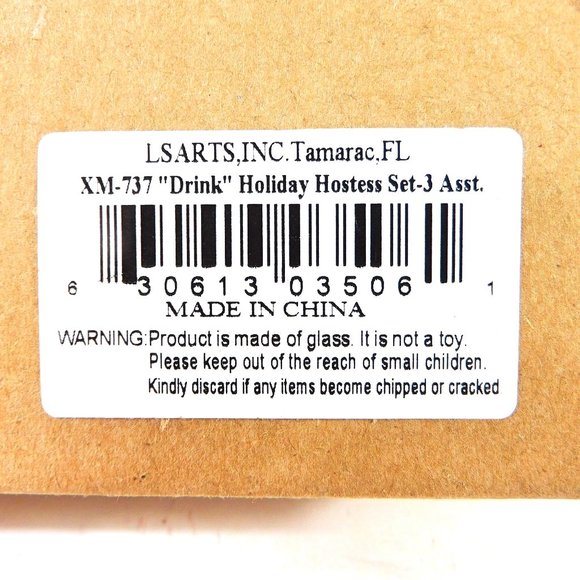 LSARTS,INC.Tamarac,FL
XM-737 "Drink" Holiday Hostess Set-3 Asst.
6 30613 03506 1
MADE IN CHINA
WARNING:Product is made of glass. It is not a toy.
Please keep out of the reach of small children.
Kindly discard if any items become chipped or cracked